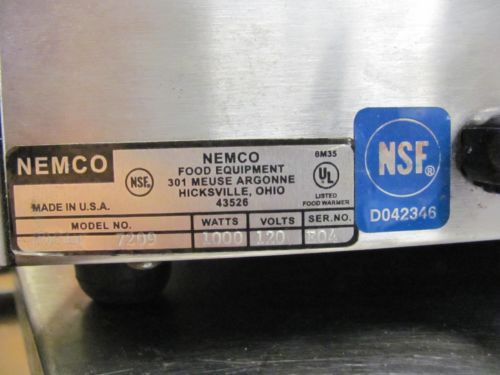 NEMCO
MADE IN U.S.A.
NSF®
NEMCO
FOOD EQUIPMENT
301 MEUSE ARGONNE
HICKSVILLE, OHIO
43526
6M35
UL
LISTED
FOOD WARMER
MODEL NO. WATTS VOLTS SER.NO.
7209 1000 120 E04
NSF®
D042346